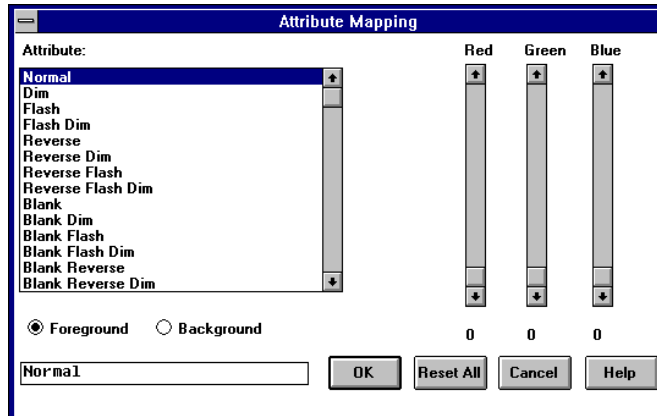 Attribute Mapping
Attribute: Red Green Blue
Normal
Dim
Flash
Flash Dim
Reverse
Reverse Dim
Reverse Flash
Reverse Flash Dim
Blank
Blank Dim
Blank Flash
Blank Flash Dim
Blank Reverse
Blank Reverse Dim
Foreground Background
0 0 0
Normal OK Reset All Cancel Help